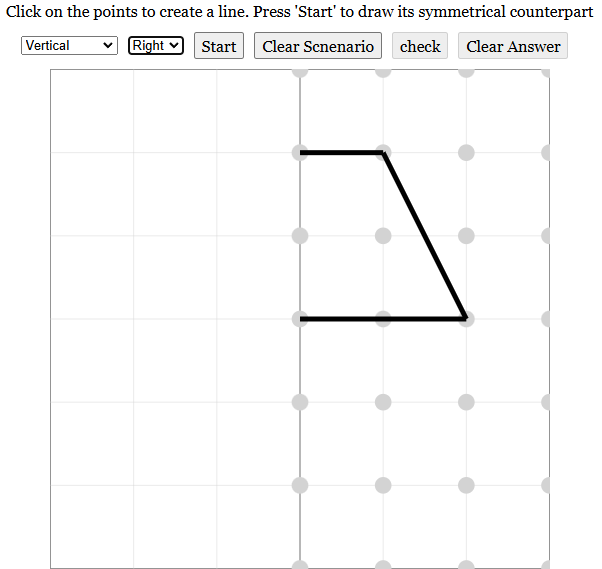 Click on the points to create a line. Press 'Start' to draw its symmetrical counterpart
Vertical Right Start Clear Scnenario check Clear Answer